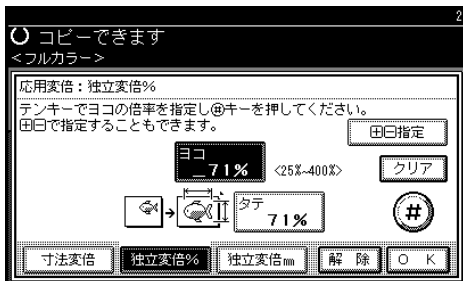 2
コピーできます
<フルカラー>
応用変倍：独立変倍%
テンキーでヨコの倍率を指定し#キーを押してください。
⊞⊟で指定することもできます。
⊞⊟指定
ヨコ
_71%
<25%~400%>
クリア
タテ
71%
#
寸法変倍
独立変倍%
独立変倍mm
解 除
O K